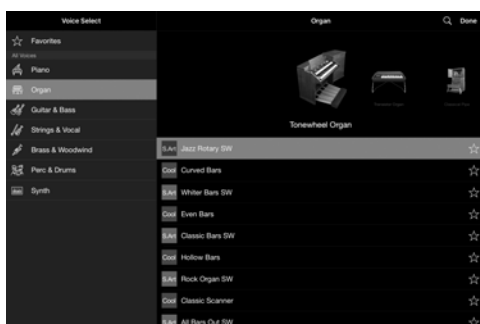 Voice Select
Organ
Done
Favorites
All Voices
Piano
Organ
Guitar & Bass
Strings & Vocal
Brass & Woodwind
Perc & Drums
Synth
Tonewheel Organ
S.Art Jazz Rotary SW
Cool Curved Bars
S.Art Whiter Bars SW
Cool Even Bars
S.Art Classic Bars SW
Cool Hollow Bars
S.Art Rock Organ SW
Cool Classic Scanner
S.Art All Bars Out SW